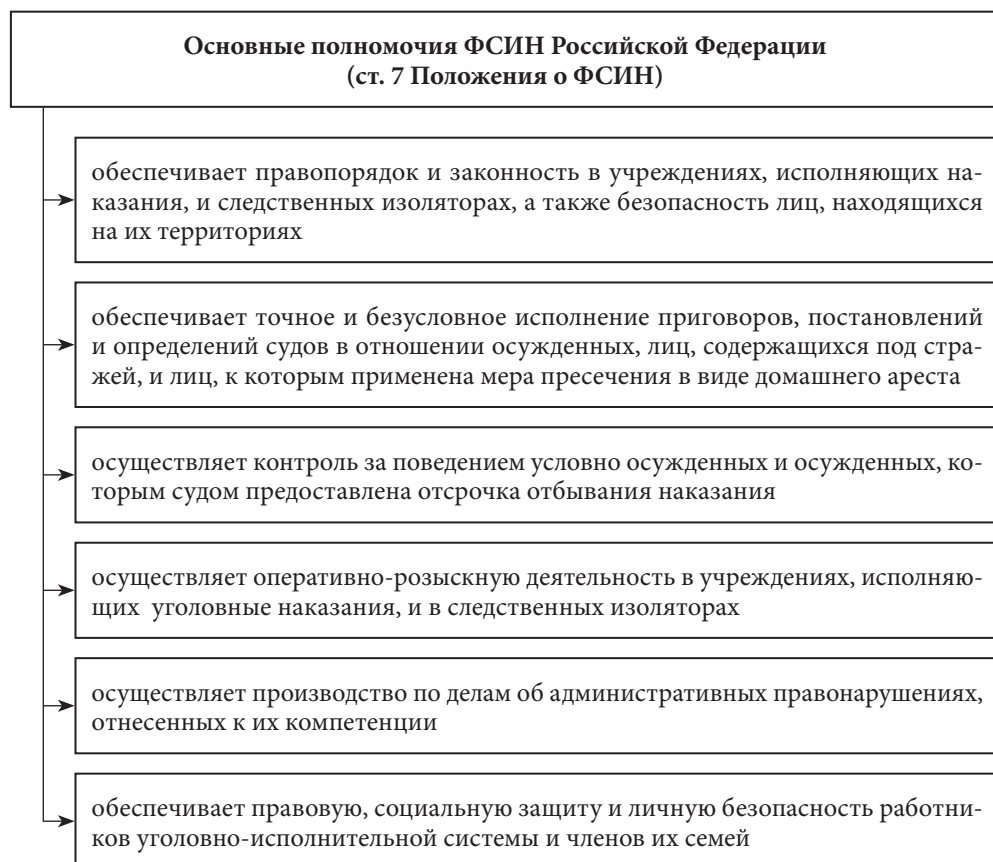 Основные полномочия ФСИН Российской Федерации
(ст. 7 Положения о ФСИН)
обеспечивает правопорядок и законность в учреждениях, исполняющих на-
казания, и следственных изоляторах, а также безопасность лиц, находящихся
на их территориях
обеспечивает точное и безусловное исполнение приговоров, постановлений
и определений судов в отношении осужденных, лиц, содержащихся под стра-
жей, и лиц, к которым применена мера пресечения в виде домашнего ареста
осуществляет контроль за поведением условно осужденных и осужденных, ко-
торым судом предоставлена отсрочка отбывания наказания
осуществляет оперативно-розыскную деятельность в учреждениях, исполняю-
щих уголовные наказания, и в следственных изоляторах
осуществляет производство по делам об административных правонарушениях,
отнесенных к их компетенции
обеспечивает правовую, социальную защиту и личную безопасность работни-
ков уголовно-исполнительной системы и членов их семей